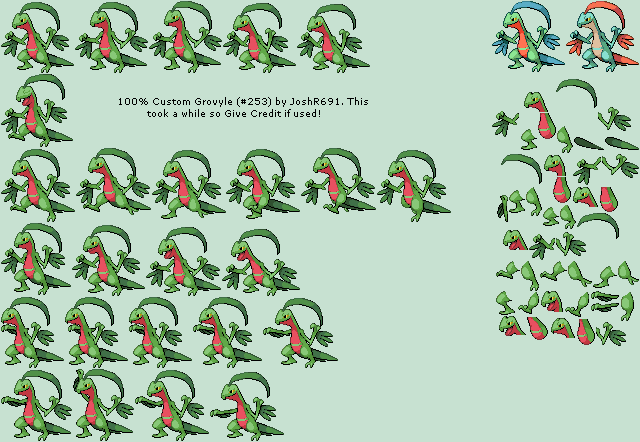 100% Custom Grovyle (#253) by JoshR691. This
took a while so Give Credit if used!